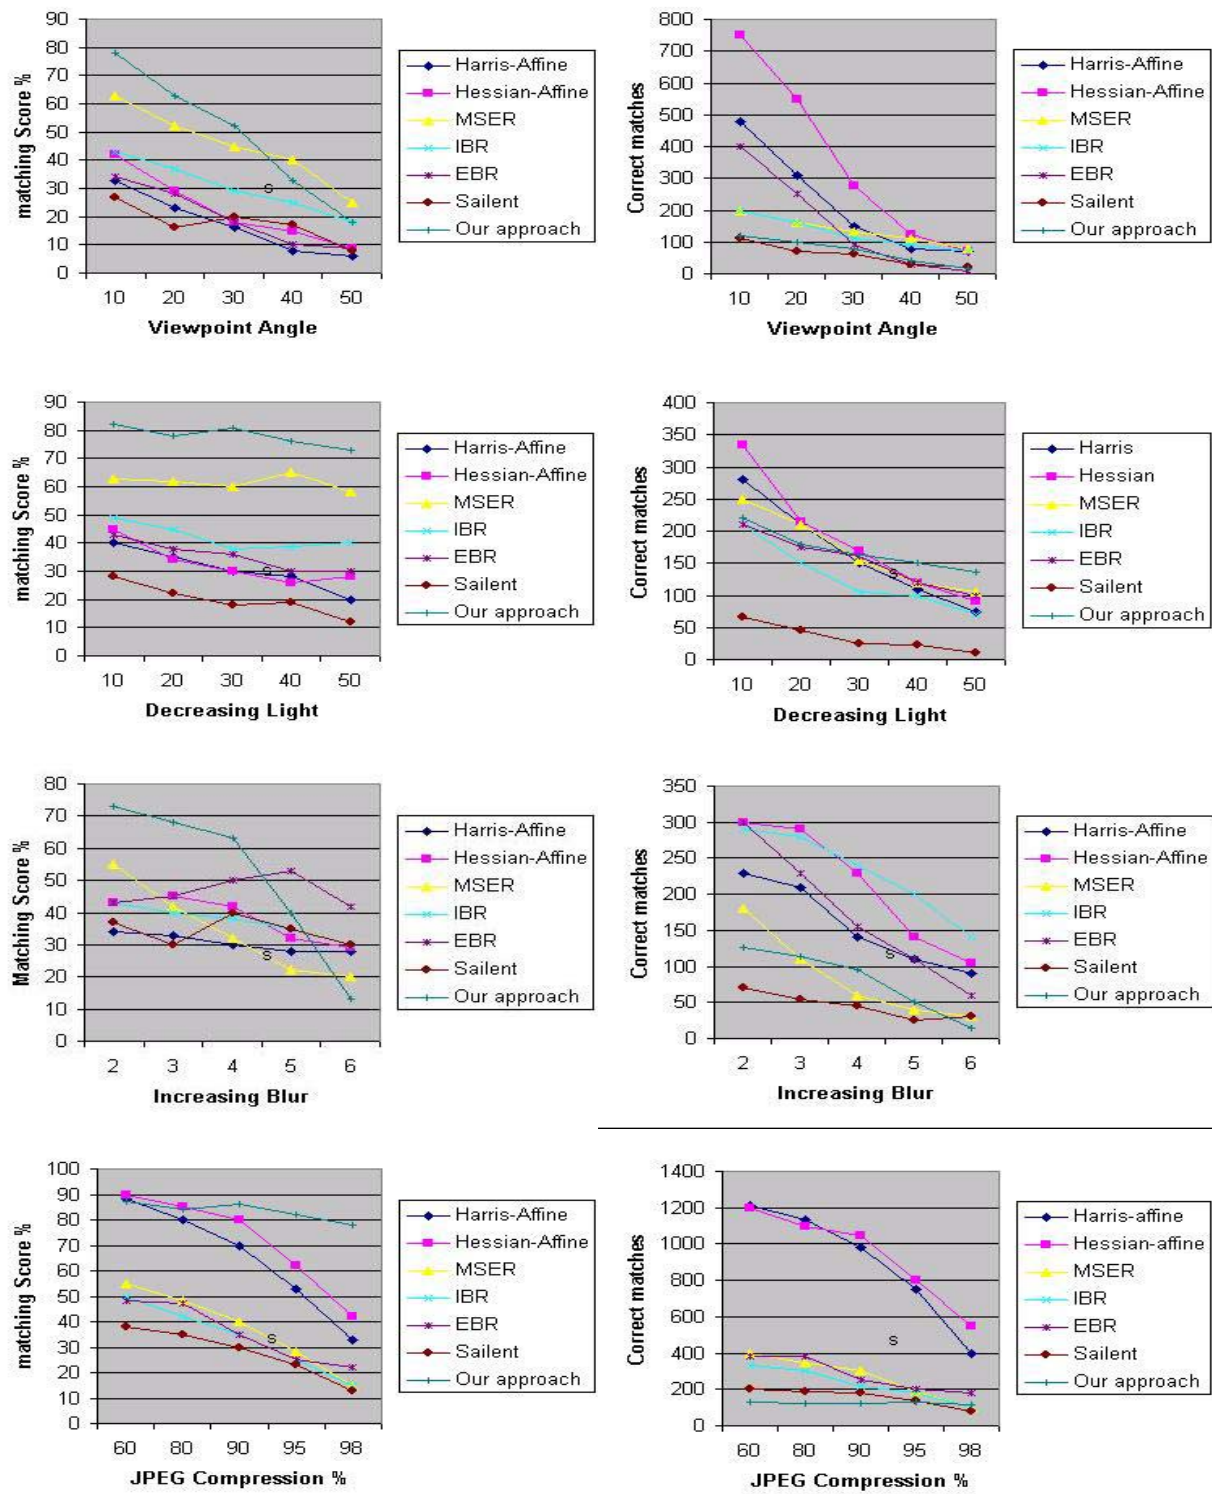 matching Score %
90
80
70
60
50
40
30
20
10
0
10 20 30 40 50
Viewpoint Angle
s
Harris-Affine
Hessian-Affine
MSER
IBR
EBR
Sailent
Our approach
Correct matches
800
700
600
500
400
300
200
100
0
10 20 30 40 50
Viewpoint Angle
Harris-Affine
Hessian-Affine
MSER
IBR
EBR
Sailent
Our approach
matching Score %
90
80
70
60
50
40
30
20
10
0
10 20 30 40 50
Decreasing Light
s
Harris-Affine
Hessian-Affine
MSER
IBR
EBR
Sailent
Our approach
Correct matches
400
350
300
250
200
150
100
50
0
10 20 30 40 50
Decreasing Light
s
Harris
Hessian
MSER
IBR
EBR
Sailent
Our approach
Matching Score %
80
70
60
50
40
30
20
10
0
2 3 4 5 6
Increasing Blur
s
Harris-Affine
Hessian-Affine
MSER
IBR
EBR
Sailent
Our approach
Correct matches
350
300
250
200
150
100
50
0
2 3 4 5 6
Increasing Blur
s
Harris-Affine
Hessian-Affine
MSER
IBR
EBR
Sailent
Our approach
matching Score %
100
90
80
70
60
50
40
30
20
10
0
60 80 90 95 98
JPEG Compression %
s
Harris-Affine
Hessian-Affine
MSER
IBR
EBR
Sailent
Our approach
Correct matches
1400
1200
1000
800
600
400
200
0
60 80 90 95 98
JPEG Compression %
s
Harris-affine
Hessian-affine
MSER
IBR
EBR
Sailent
Our approach